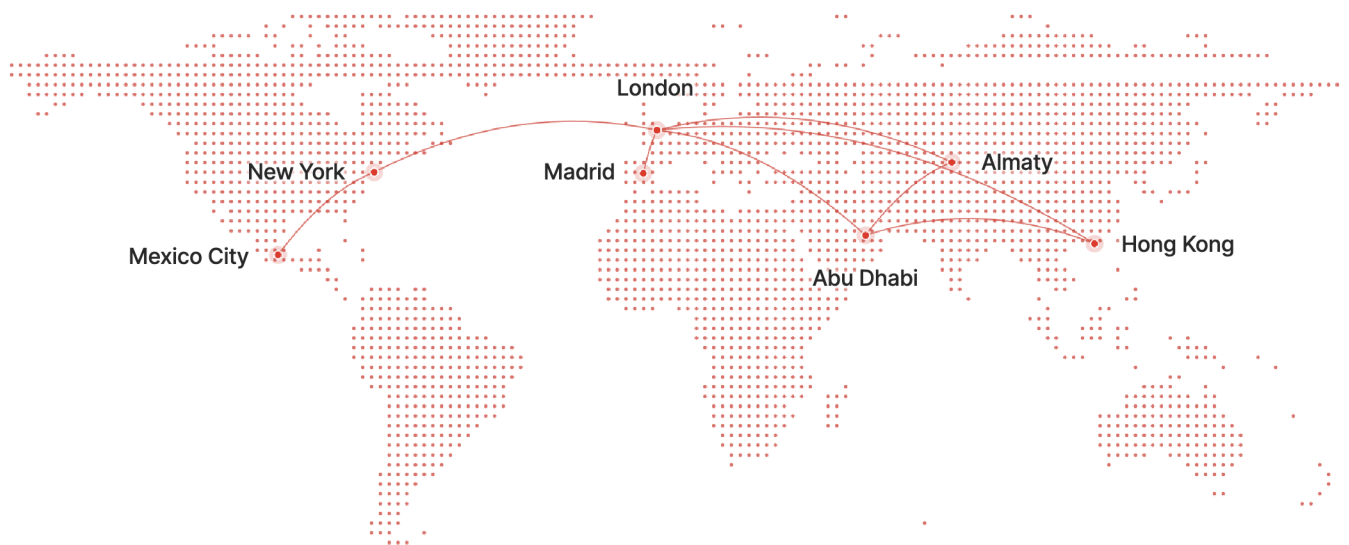 London
New York
Madrid
Almaty
Mexico City
Hong Kong
Abu Dhabi